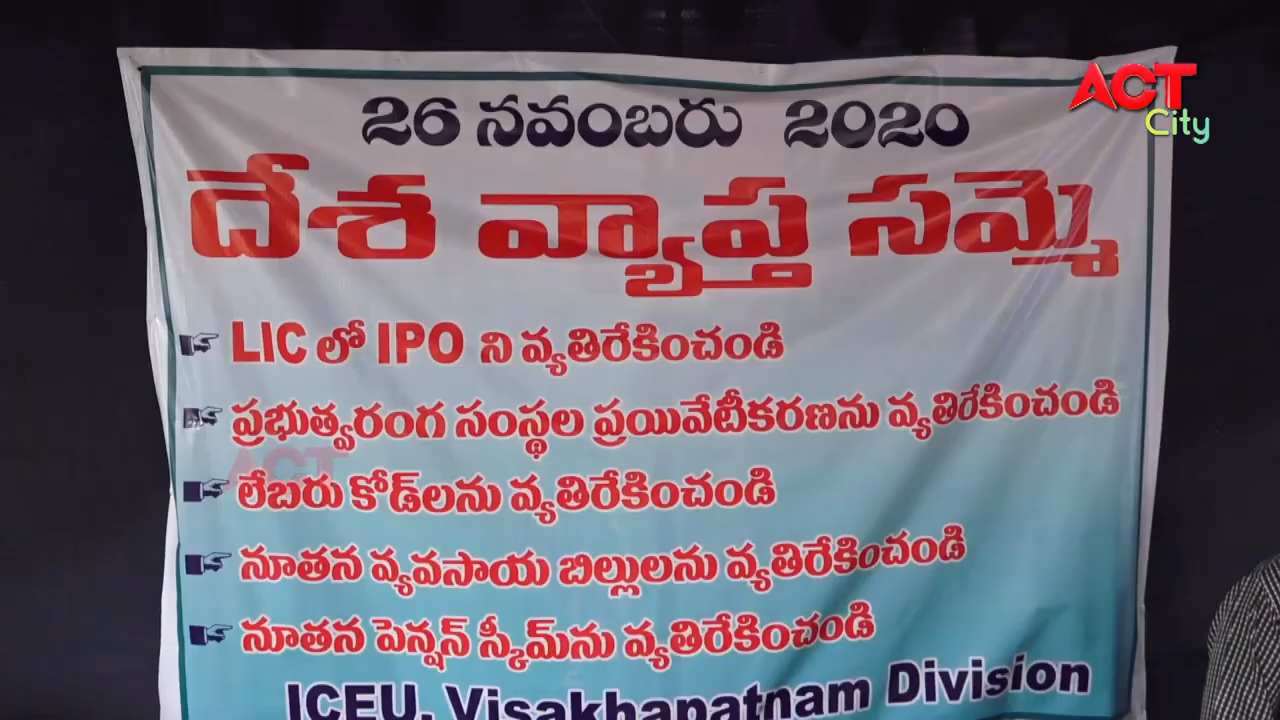 ACT
City
26 నవంబరు 2020
దేశ వ్యాప్త సమ్మె
LIC లో IPO ని వ్యతిరేకించండి
ప్రభుత్వరంగ సంస్థల ప్రయివేటీకరణను వ్యతిరేకించండి
ACT
లేబరు కోడ్‌లను వ్యతిరేకించండి
నూతన వ్యవసాయ బిల్లులను వ్యతిరేకించండి
నూతన పెన్షన్ స్కీమ్‌ను వ్యతిరేకించండి
ICEU, Visakhapatnam Division